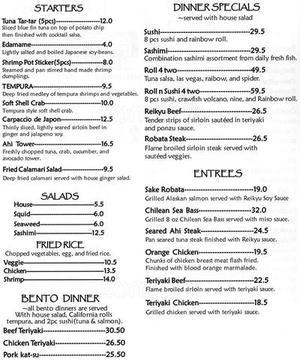 STARTERS
Tuna Tar-tar (5pcs)---------12.0
Sliced blue fin tuna on top of potato chip
then finished with cocktail sauce.
Edamame---------4.0
Lightly salted and boiled Japanese soy-beans.
Shrimp Pot Sticker(5pcs)---------8.0
Steamed and pan stired hand made shrimp
dumplings.
TEMPURA---------9.5
Deep fried medley of tempura shrimps and vegetables.
Soft Shell Crab---------10.0
Tempura style soft shell crab.
Carpaccio de Japon---------12.5
Thinly sliced, lightly seared sirloin beef in
ginger and jalapeno soy.
Ahi Tower---------16.5
Freshly chopped tuna, crab, cucumber, and
avocado tower.
Fried Calamari Salad---------9.5
Deep fried calamari served with house ginger salad.
SALADS
House---------5.5
Squid---------6.0
Seaweed---------6.0
Sashimi---------12.5
FRIED RICE
Chopped vegetables, egg, and fried rice.
Veggie---------10.5
Chicken---------13.5
Shrimp---------14.0
BENTO DINNER
~all bento dinners are served
With house salad, California rolls
tempura, and 2pc sushi(tuna & salmon).
Beef Teriyaki---------30.50
Chicken Teriyaki---------26.50
Pork kat-su---------25.50
DINNER SPECIALS
~served with house salad
Sushi---------29.5
8 pcs sushi and rainbow roll.
Sashimi---------29.5
Combination sashimi assortment from daily fresh fish.
Roll 4 two---------49.5
Tuna salsa, las vegas, raibow, and spider.
Roll n Sushi 4 two---------59.5
8 pcs sushi, crawfish volcano, nine, and Rainbow roll.
Reikyu Beef---------26.5
Tender strips of sirloin sautéed in teriyaki
and ponzu sauce.
Robata Steak---------26.5
Flame broiled sirloin steak served with
sautéed veggies.
ENTREES
Sake Robata---------19.0
Grilled Alaskan salmon served with Reikyu Soy Sauce
Chilean Sea Bass---------32.0
Grilled 8 oz Chilean Sea Bass served with miso sauce.
Seared Ahi Steak---------24.5
Pan seared tuna steak finished with Reikyu sauce.
Orange Chicken---------19.5
Chunks of chicken breast meat flash fried.
Finished with blood orange marmalade.
Teriyaki Beef---------22.5
Flame broiled sirloin served with teriyaki sauce.
Teriyaki Chicken---------18.5
Grilled chicken served with teriyaki sauce.